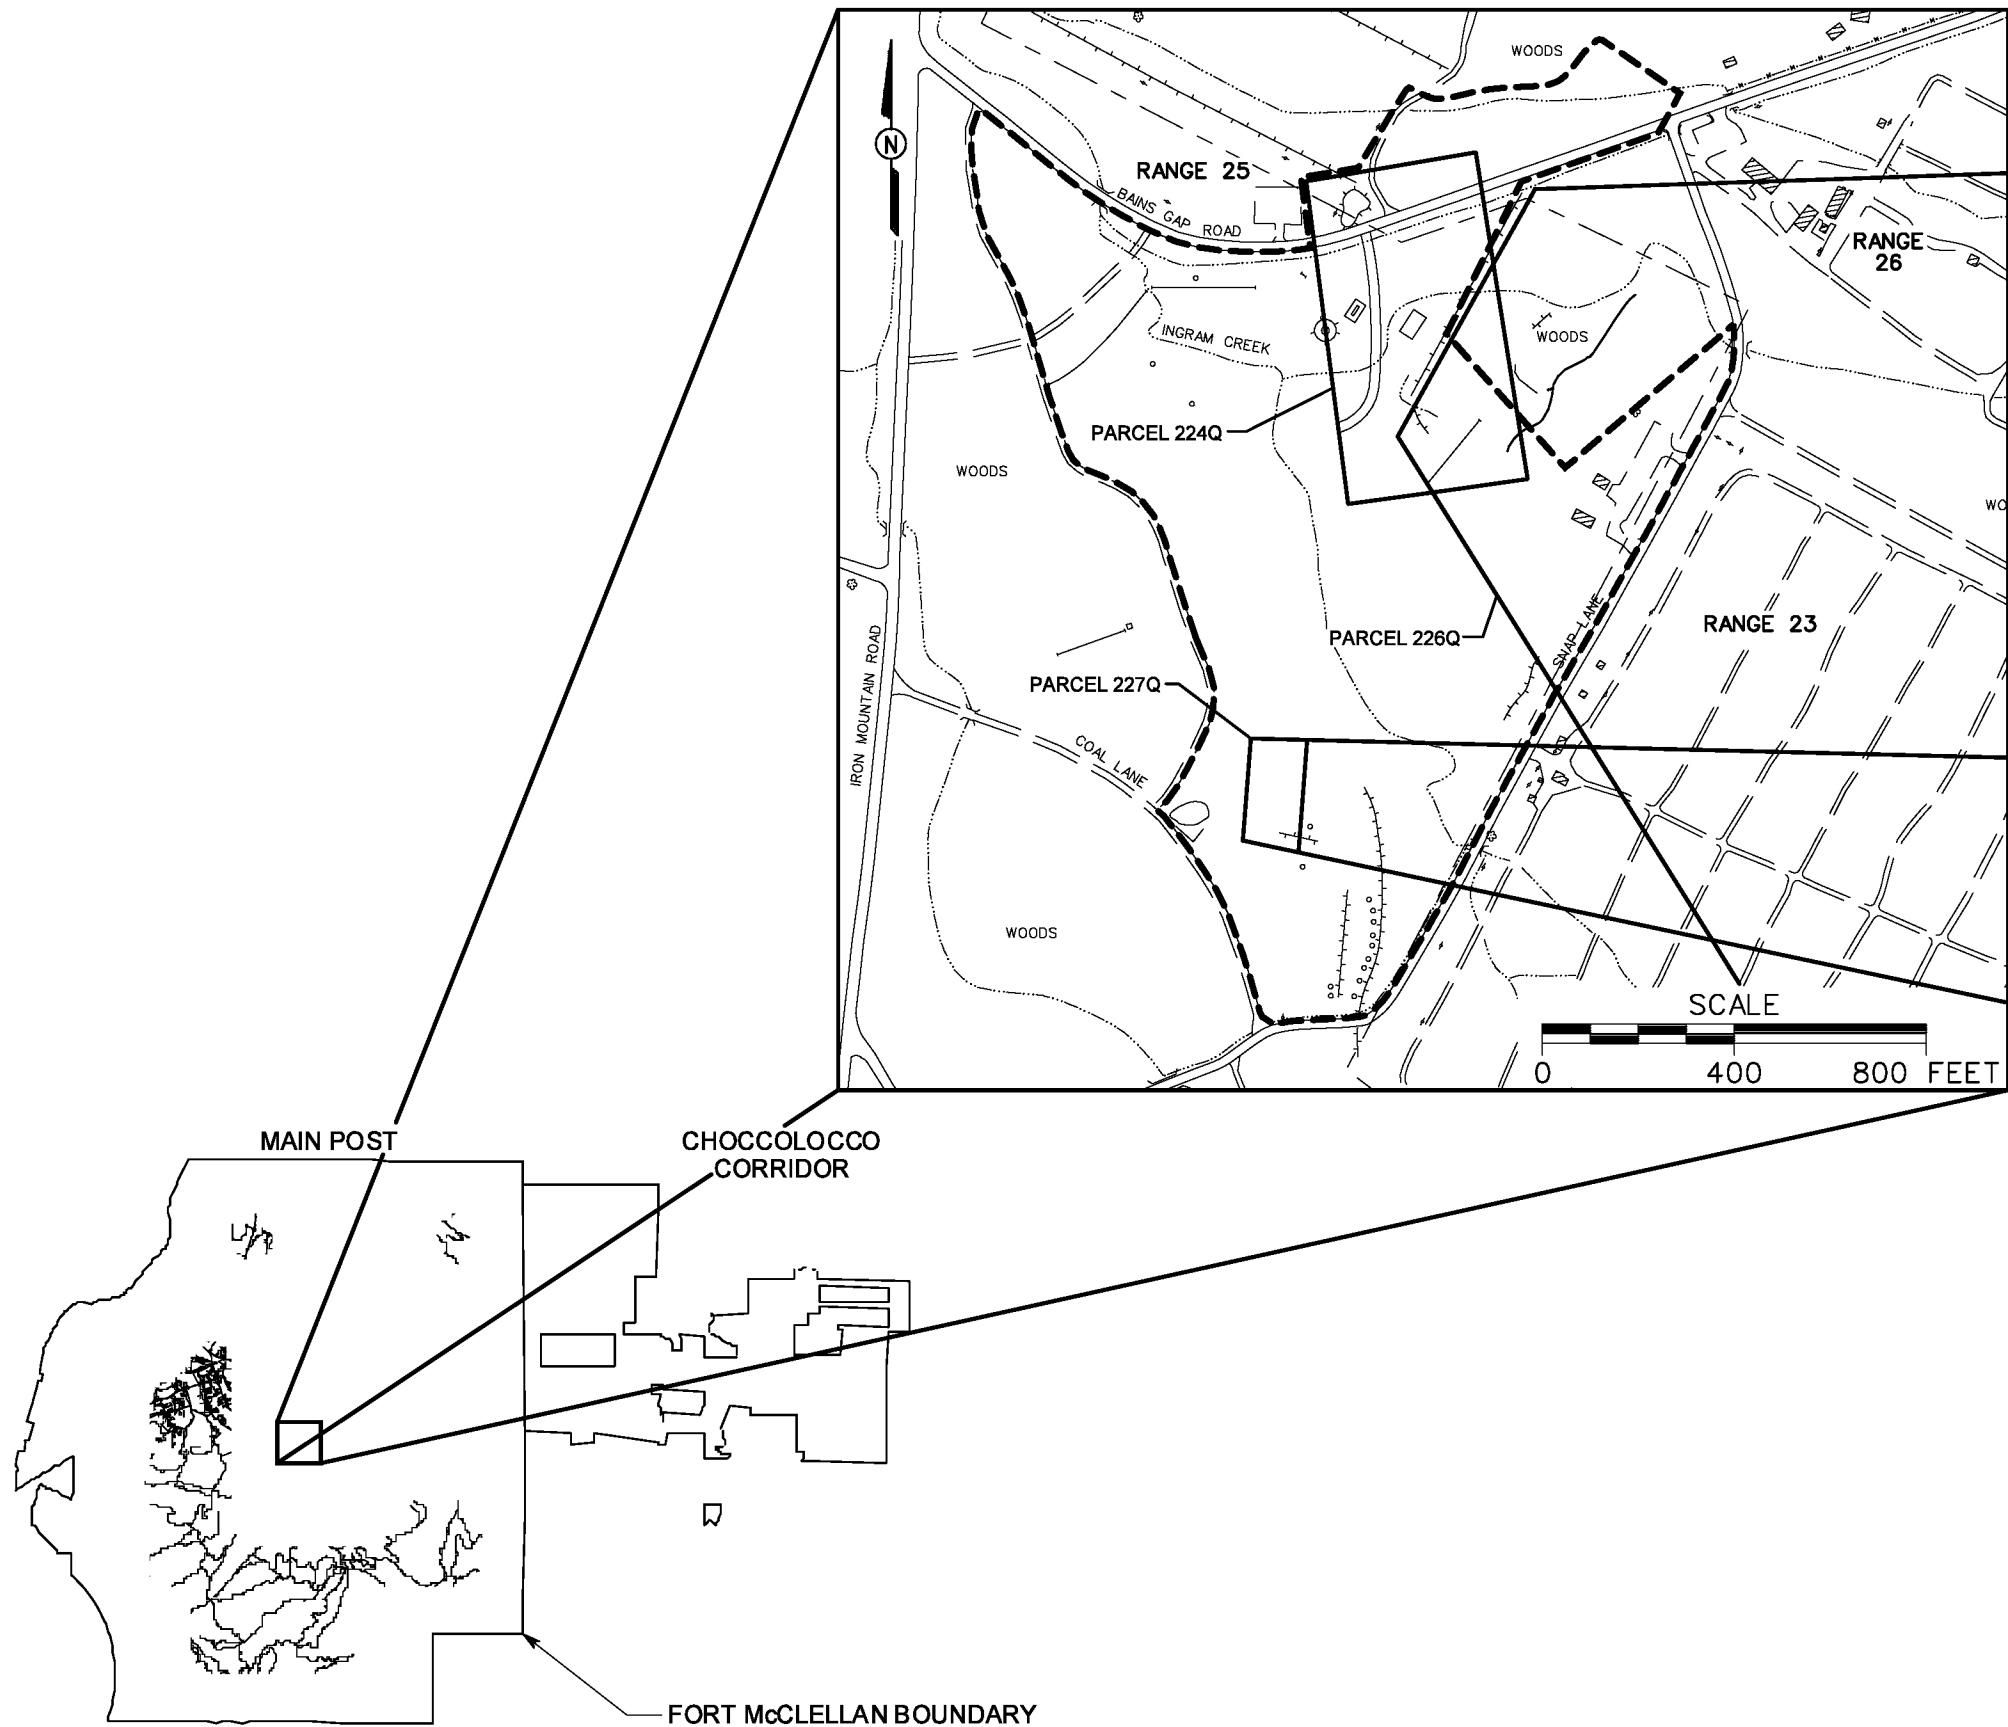 WOODS
N
RANGE 25
BAINS GAP ROAD
RANGE
26
INGRAM CREEK
WOODS
PARCEL 224Q
WOODS
WO
RANGE 23
SNAP LANE
PARCEL 226Q
IRON MOUNTAIN ROAD
PARCEL 227Q
COAL LANE
WOODS
SCALE
0 400 800 FEET
MAIN POST
CHOCCOLOCCO
CORRIDOR
FORT McCLELLAN BOUNDARY